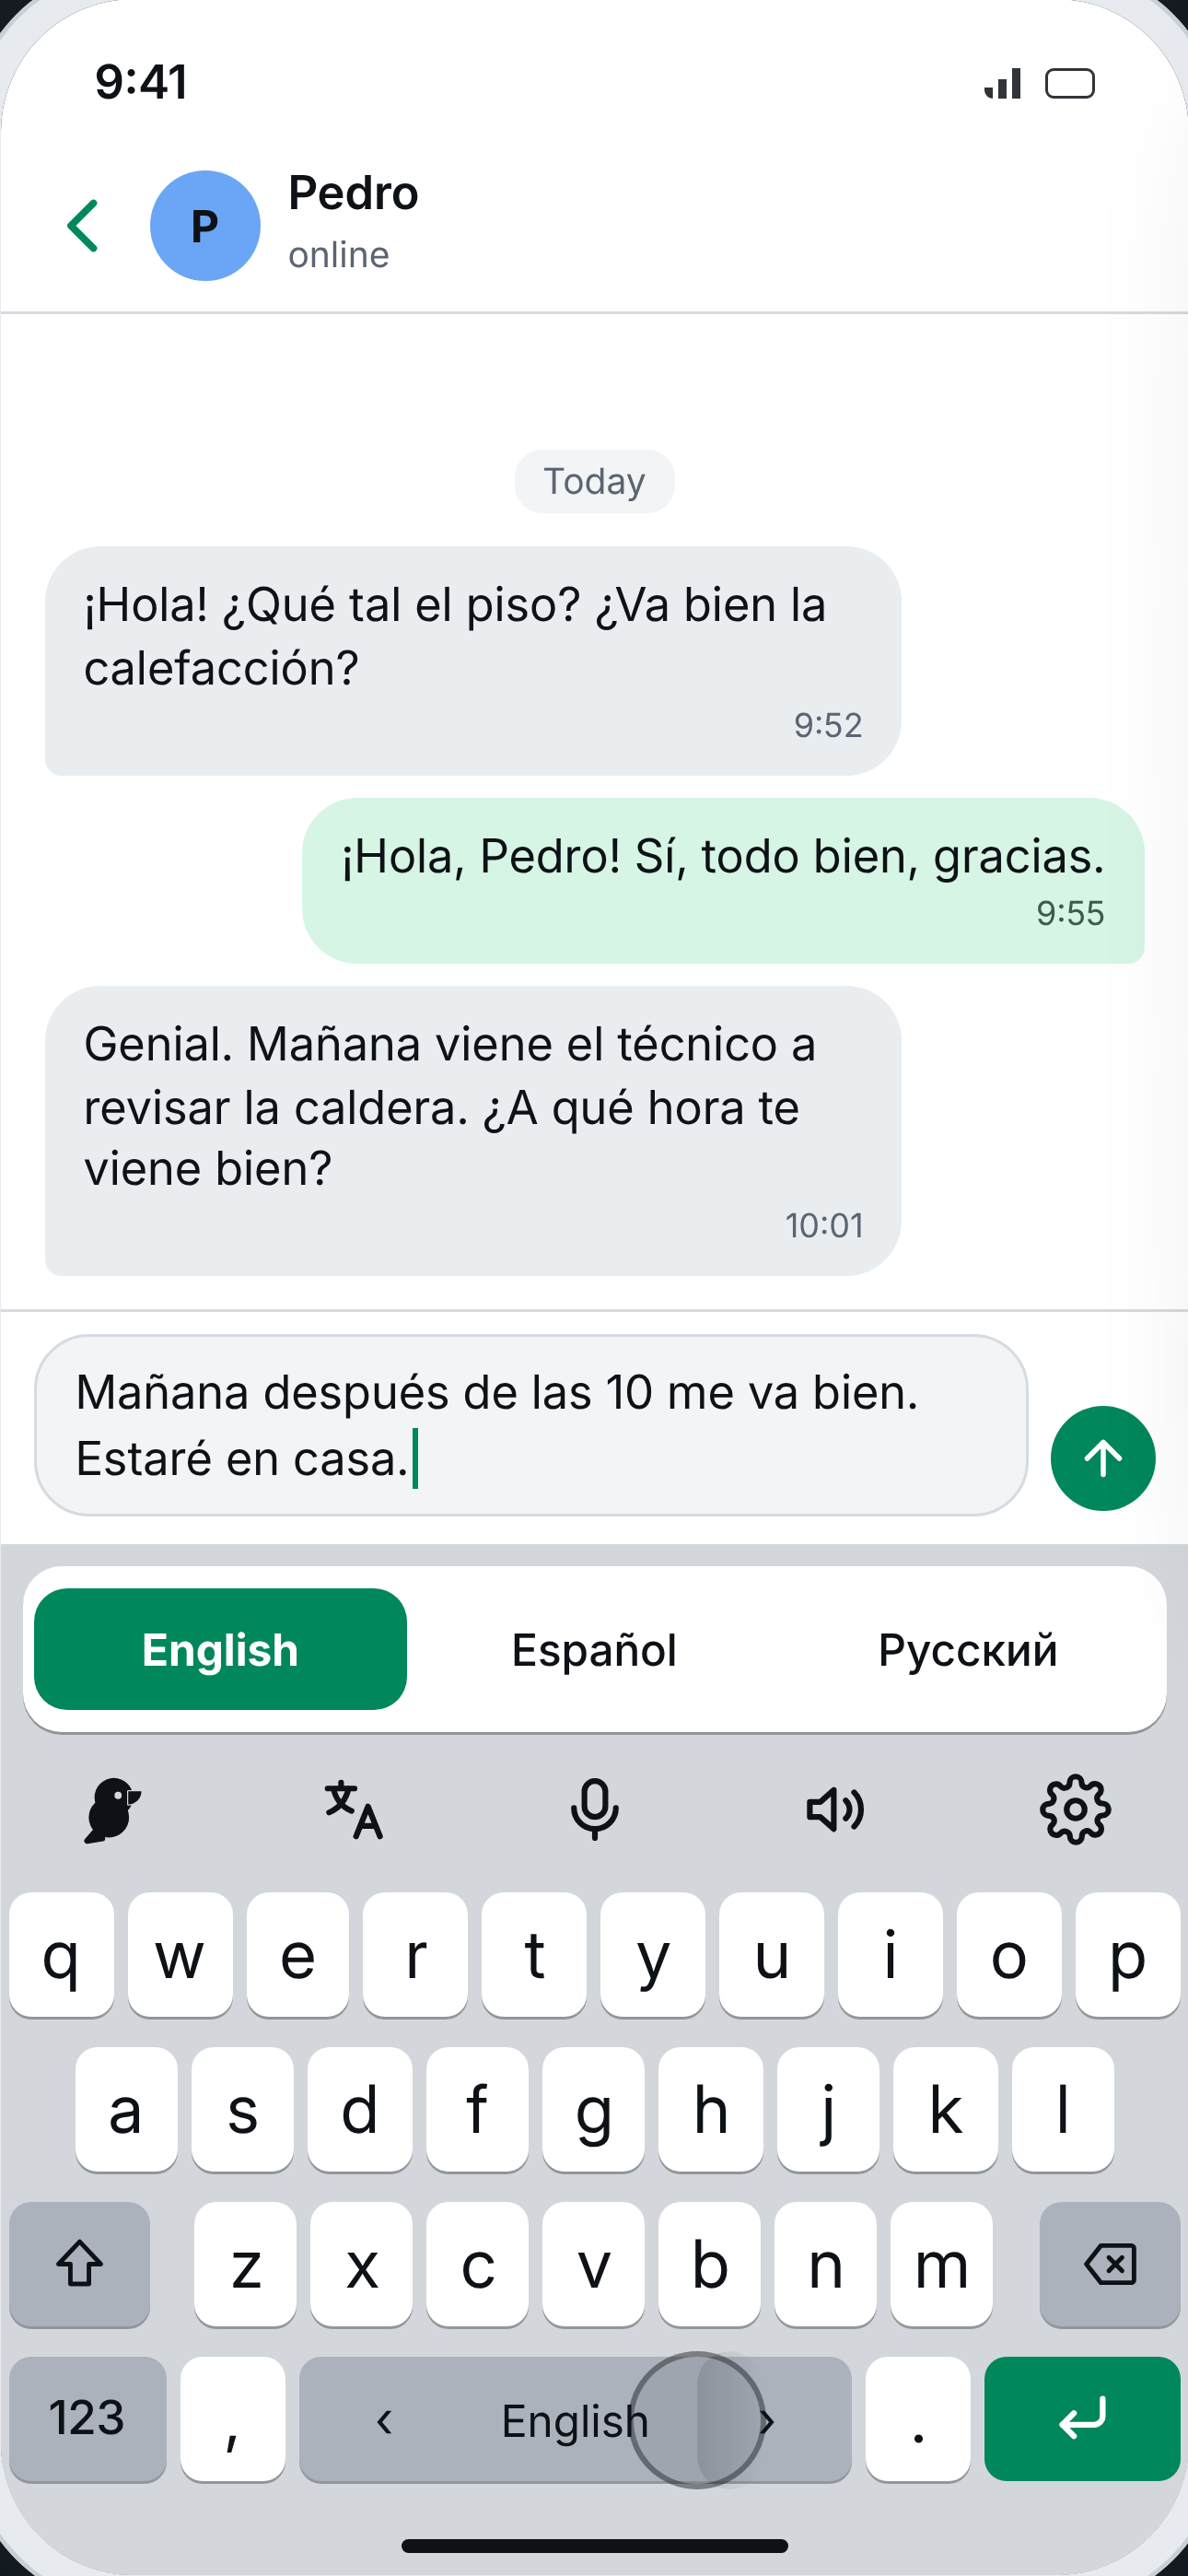 9:41
P
Pedro
online
Today
¡Hola! ¿Qué tal el piso? ¿Va bien la
calefacción?
9:52
¡Hola, Pedro! Sí, todo bien, gracias.
9:55
Genial. Mañana viene el técnico a
revisar la caldera. ¿A qué hora te
viene bien?
10:01
Mañana después de las 10 me va bien.
Estaré en casa.
English Español Русский
q w e r t y u i o p
a s d f g h j k l
z x c v b n m
123 , ‹ English › .